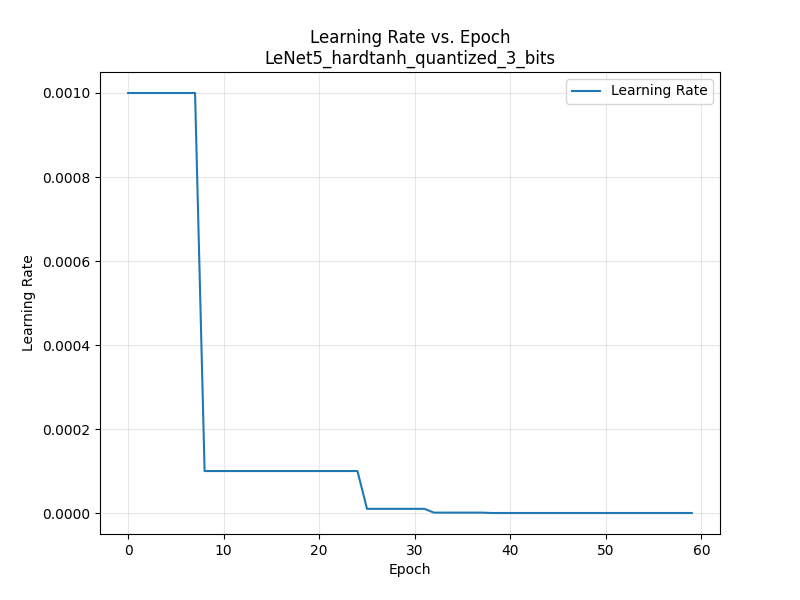 Learning Rate vs. Epoch
LeNet5_hardtanh_quantized_3_bits
Learning Rate
0.0010
0.0008
0.0006
0.0004
0.0002
0.0000
Learning Rate
0 10 20 30 40 50 60
Epoch